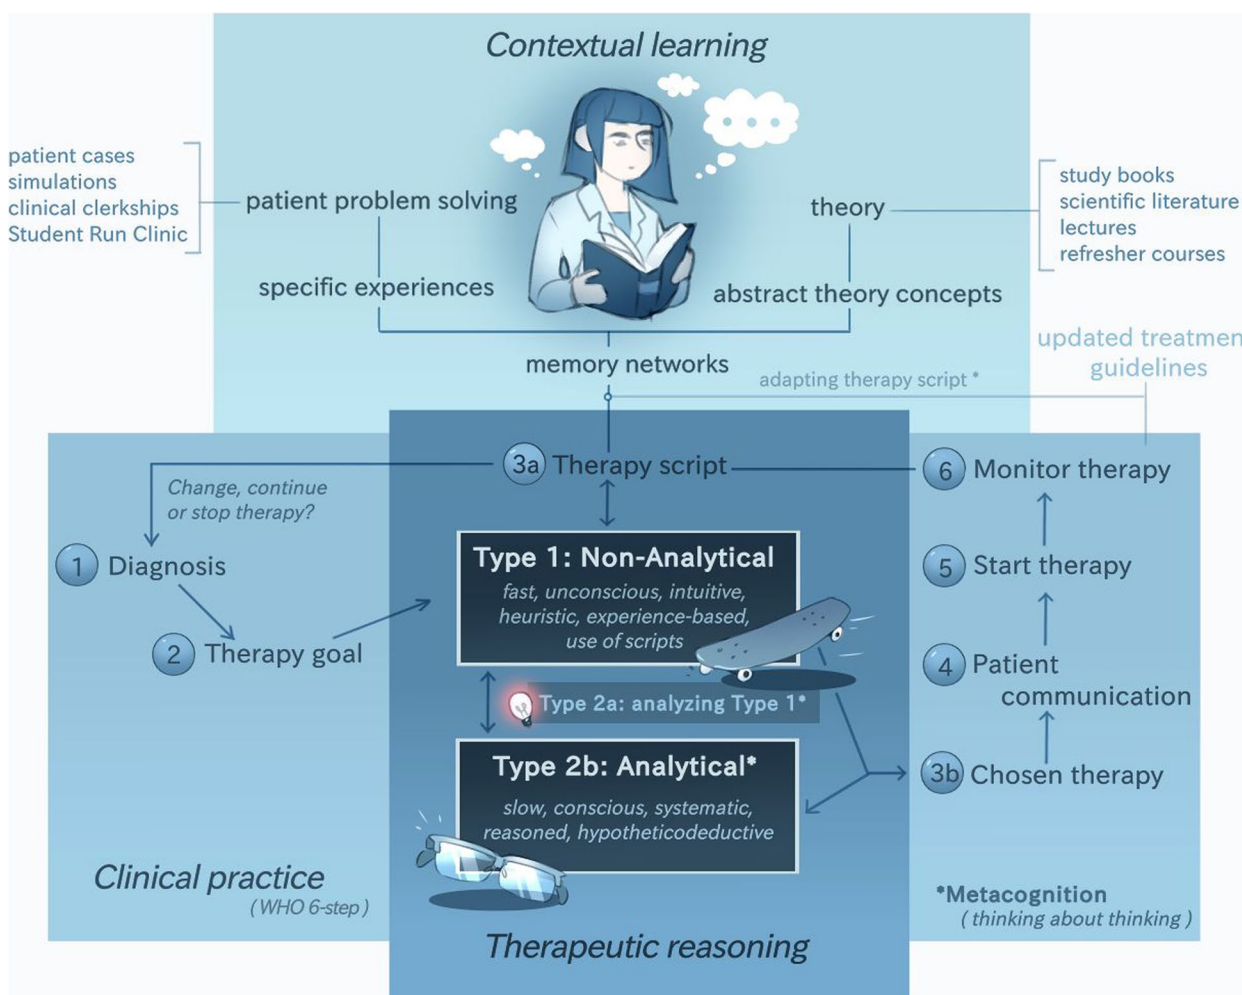 Contextual learning
patient cases
simulations
clinical clerkships
Student Run Clinic
patient problem solving
specific experiences
theory
abstract theory concepts
study books
scientific literature
lectures
refresher courses
memory networks
updated treatmen
guidelines
adapting therapy script *
3a Therapy script
Change, continue
or stop therapy?
1 Diagnosis
2 Therapy goal
Type 1: Non-Analytical
fast, unconscious, intuitive,
heuristic, experience-based,
use of scripts
Type 2a: analyzing Type 1*
Type 2b: Analytical*
slow, conscious, systematic,
reasoned, hypotheticodeductive
6 Monitor therapy
5 Start therapy
4 Patient
communication
3b Chosen therapy
Clinical practice
( WHO 6-step )
Therapeutic reasoning
*Metacognition
( thinking about thinking )